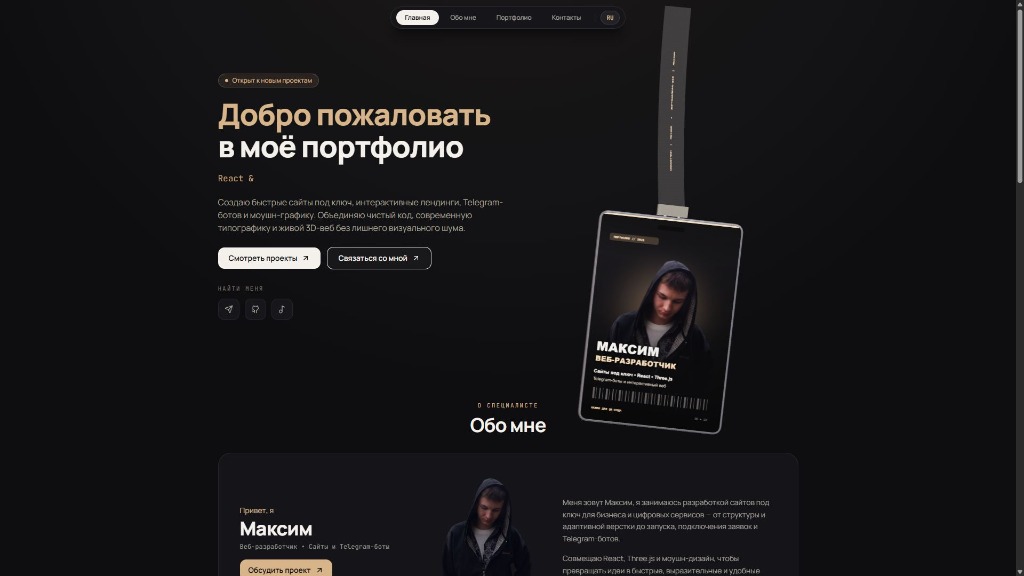 Главная
Обо мне
Портфолио
Контакты
RU
Открыт к новым проектам
Добро пожаловать
в моё портфолио
React &
Создаю быстрые сайты под ключ, интерактивные лендинги, Telegram-
ботов и моушн-графику. Объединяю чистый код, современную
типографику и живой 3D-веб без лишнего визуального шума.
Смотреть проекты
Связаться со мной
НАЙТИ МЕНЯ
МАКСИМ
ВЕБ-РАЗРАБОТЧИК
Сайты под ключ • React • Three.js
Telegram-боты и интерактивный веб
О СПЕЦИАЛИСТЕ
Обо мне
Привет, я
Максим
Веб-разработчик • Сайты и Telegram-боты
Обсудить проект
Меня зовут Максим, я занимаюсь разработкой сайтов под
ключ для бизнеса и цифровых сервисов — от структуры и
адаптивной верстки до запуска, подключения заявок и
Telegram-ботов.
Совмещаю React, Three.js и моушн-дизайн, чтобы
превращать идеи в быстрые, выразительные и удобные